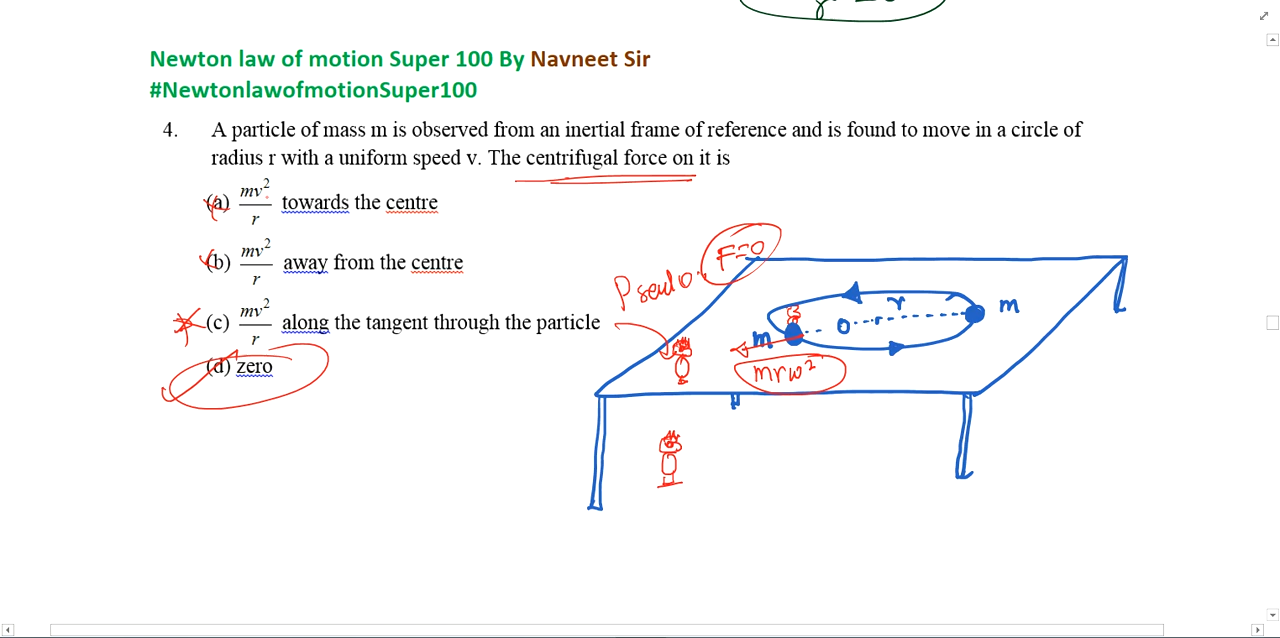 Newton law of motion Super 100 By Navneet Sir
#NewtonlawofmotionSuper100
4. A particle of mass m is observed from an inertial frame of reference and is found to move in a circle of
radius r with a uniform speed v. The centrifugal force on it is
(a) mv²/r towards the centre
(b) mv²/r away from the centre
(c) mv²/r along the tangent through the particle
(d) zero
Pseudo. F=0
r
m
m
O
r
mrω²